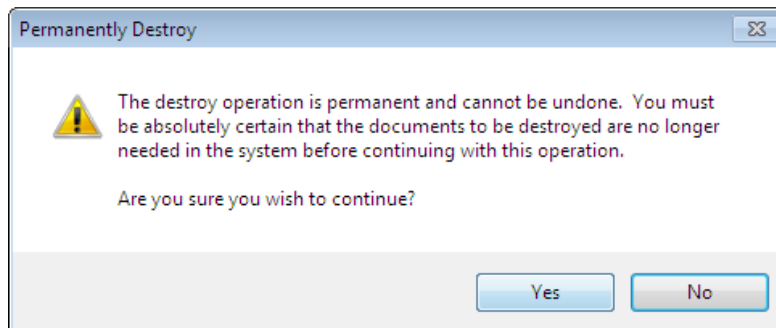 Permanently Destroy
The destroy operation is permanent and cannot be undone.  You must
be absolutely certain that the documents to be destroyed are no longer
needed in the system before continuing with this operation.
Are you sure you wish to continue?
Yes
No